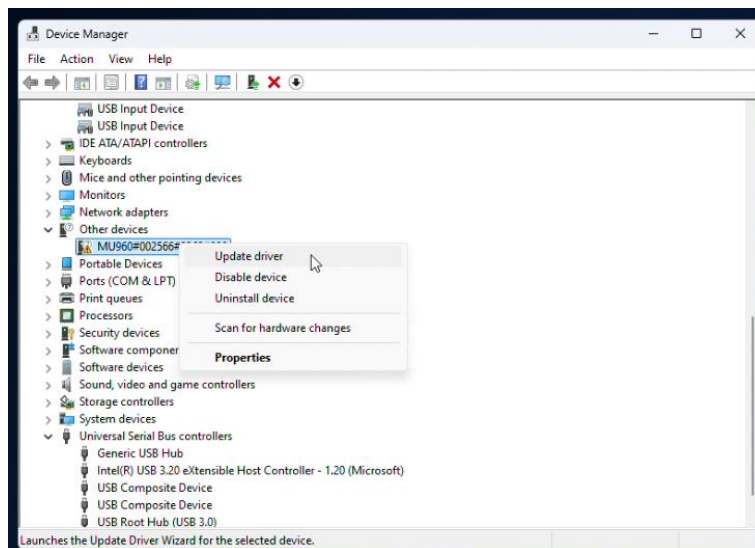 Device Manager
File Action View Help
USB Input Device
USB Input Device
IDE ATA/ATAPI controllers
Keyboards
Mice and other pointing devices
Monitors
Network adapters
Other devices
MU960#002566#
Update driver
Portable Devices
Disable device
Ports (COM & LPT)
Uninstall device
Print queues
Processors
Scan for hardware changes
Security devices
Software componen
Properties
Software devices
Sound, video and game controllers
Storage controllers
System devices
Universal Serial Bus controllers
Generic USB Hub
Intel(R) USB 3.20 eXtensible Host Controller - 1.20 (Microsoft)
USB Composite Device
USB Composite Device
USB Root Hub (USB 3.0)
Launches the Update Driver Wizard for the selected device.